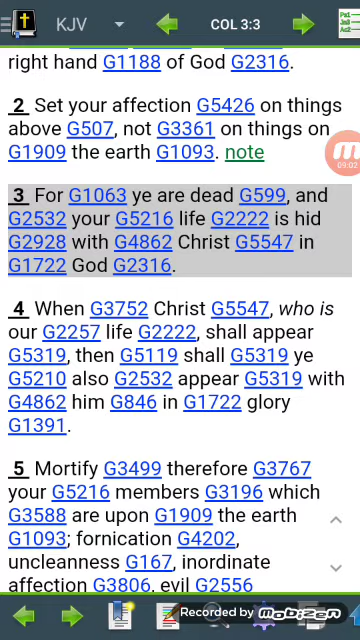 KJV COL 3:3
right hand G1188 of God G2316.
2 Set your affection G5426 on things
above G507, not G3361 on things on
G1909 the earth G1093. note
09:02
3 For G1063 ye are dead G599, and
G2532 your G5216 life G2222 is hid
G2928 with G4862 Christ G5547 in
G1722 God G2316.
4 When G3752 Christ G5547, who is
our G2257 life G2222, shall appear
G5319, then G5119 shall G5319 ye
G5210 also G2532 appear G5319 with
G4862 him G846 in G1722 glory
G1391.
5 Mortify G3499 therefore G3767
your G5216 members G3196 which
G3588 are upon G1909 the earth
G1093; fornication G4202,
uncleanness G167, inordinate
affection G3806, evil G2556
Recorded by mobizen